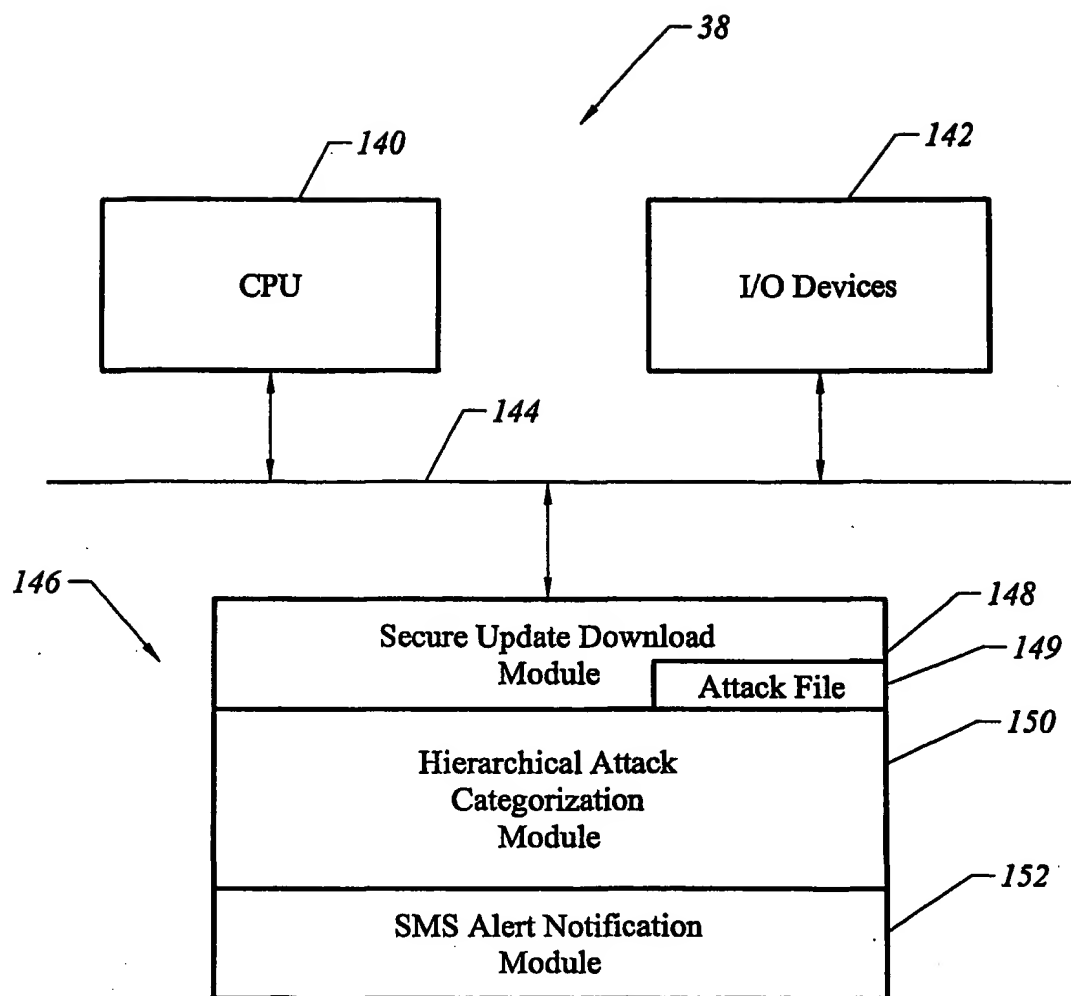 38
140
142
CPU
I/O Devices
144
146
148
Secure Update Download
Module
149
Attack File
150
Hierarchical Attack
Categorization
Module
152
SMS Alert Notification
Module